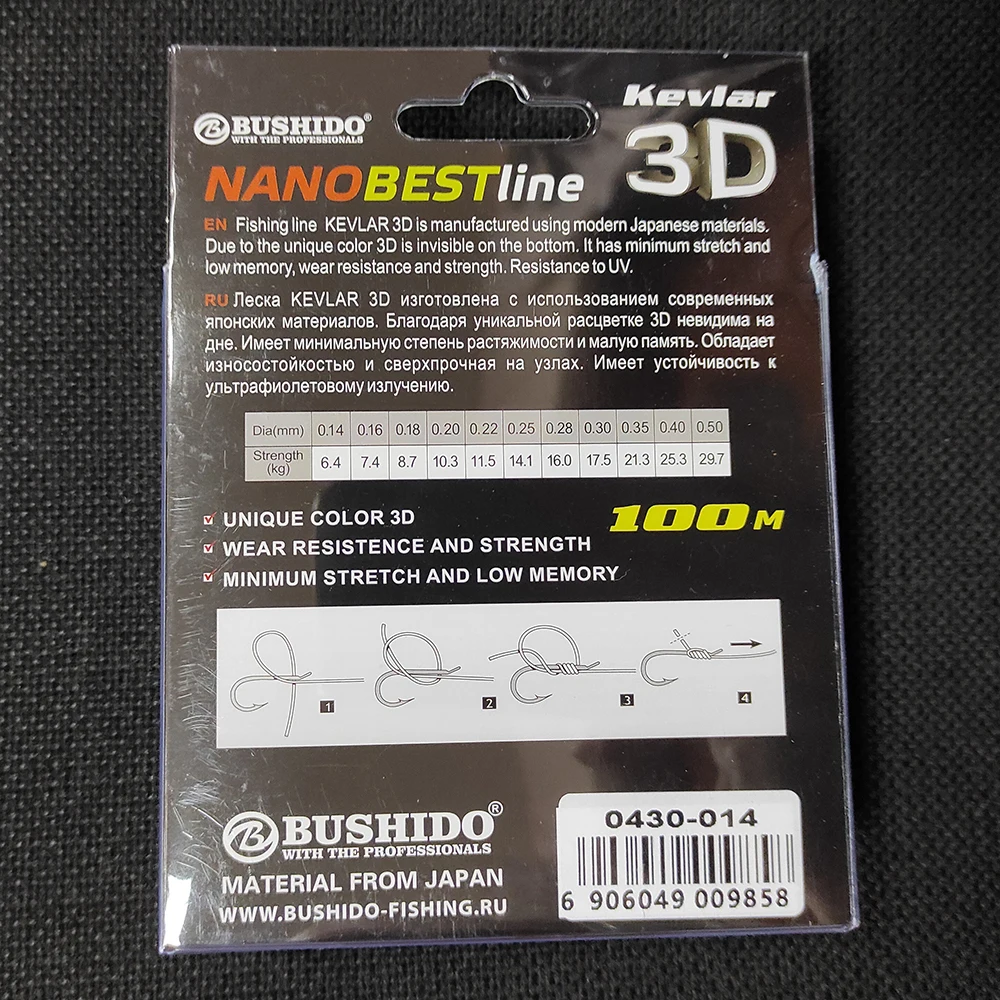 Kevlar
3D
BUSHIDO®
WITH THE PROFESSIONALS
NANOBESTline
EN Fishing line KEVLAR 3D is manufactured using modern Japanese materials.
Due to the unique color 3D is invisible on the bottom. It has minimum stretch and
low memory, wear resistance and strength. Resistance to UV.
RU Леска KEVLAR 3D изготовлена с использованием современных
японских материалов. Благодаря уникальной расцветке 3D невидима на
дне. Имеет минимальную степень растяжимости и малую память. Обладает
износостойкостью и сверхпрочная на узлах. Имеет устойчивость к
ультрафиолетовому излучению.
Dia(mm) 0.14 0.16 0.18 0.20 0.22 0.25 0.28 0.30 0.35 0.40 0.50
Strength (kg) 6.4 7.4 8.7 10.3 11.5 14.1 16.0 17.5 21.3 25.3 29.7
UNIQUE COLOR 3D
100M
WEAR RESISTENCE AND STRENGTH
MINIMUM STRETCH AND LOW MEMORY
1 2 3 4
BUSHIDO®
WITH THE PROFESSIONALS
MATERIAL FROM JAPAN
WWW.BUSHIDO-FISHING.RU
0430-014
6 906049 009858